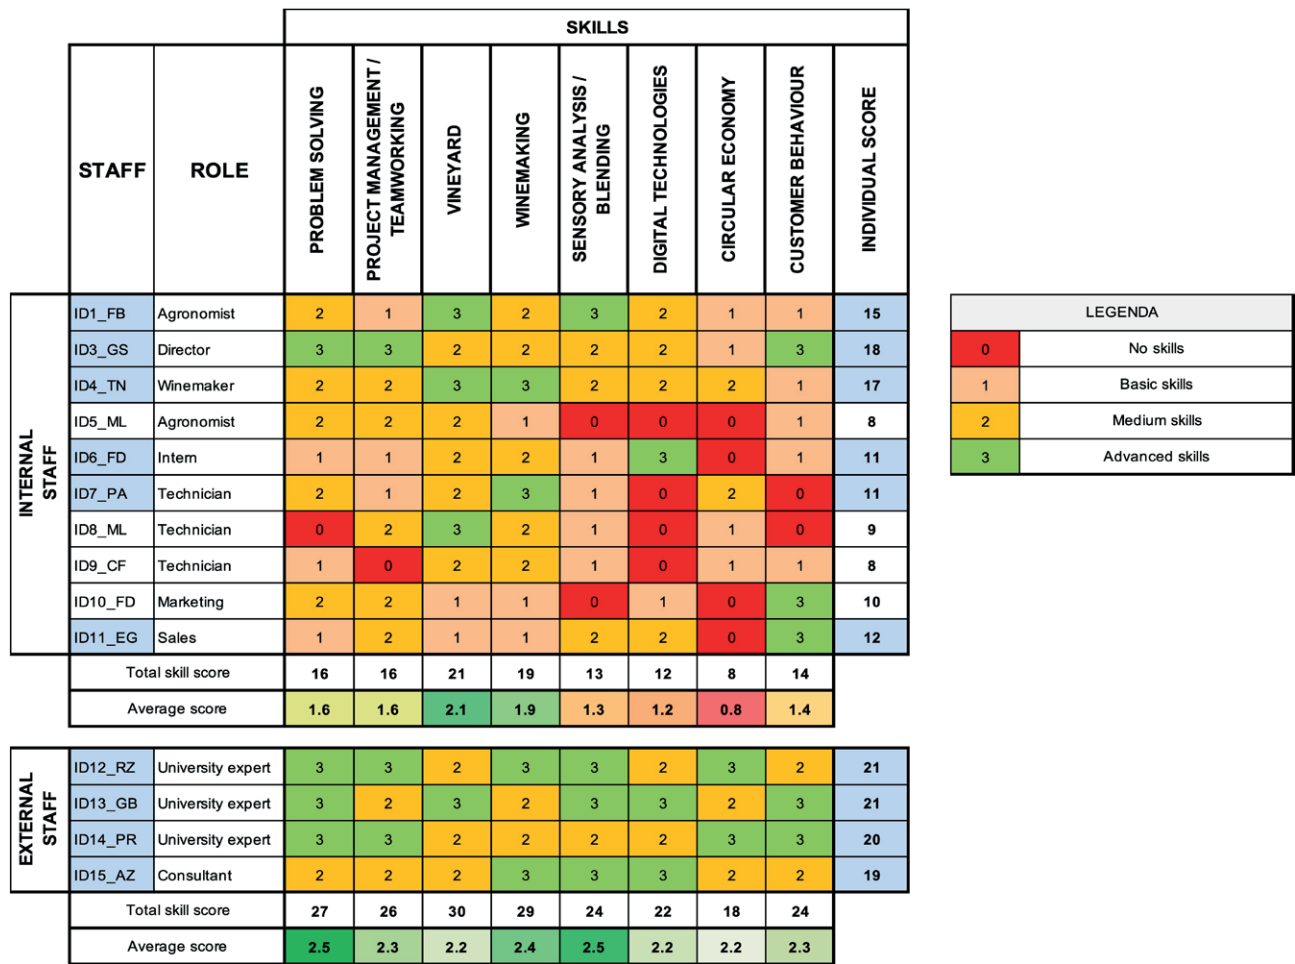 SKILLS
STAFF ROLE PROBLEM SOLVING PROJECT MANAGEMENT / TEAMWORKING VINEYARD WINEMAKING SENSORY ANALYSIS / BLENDING DIGITAL TECHNOLOGIES CIRCULAR ECONOMY CUSTOMER BEHAVIOUR INDIVIDUAL SCORE
INTERNAL STAFF
ID1_FB Agronomist 2 1 3 2 3 2 1 1 15
ID3_GS Director 3 3 2 2 2 2 1 3 18
ID4_TN Winemaker 2 2 3 3 2 2 2 1 17
ID5_ML Agronomist 2 2 2 1 0 0 0 1 8
ID6_FD Intern 1 1 2 2 1 3 0 1 11
ID7_PA Technician 2 1 2 3 1 0 2 0 11
ID8_ML Technician 0 2 3 2 1 0 1 0 9
ID9_CF Technician 1 0 2 2 1 0 1 1 8
ID10_FD Marketing 2 2 1 1 0 1 0 3 10
ID11_EG Sales 1 2 1 1 2 2 0 3 12
Total skill score 16 16 21 19 13 12 8 14
Average score 1.6 1.6 2.1 1.9 1.3 1.2 0.8 1.4
EXTERNAL STAFF
ID12_RZ University expert 3 3 2 3 3 2 3 2 21
ID13_GB University expert 3 2 3 2 3 3 2 3 21
ID14_PR University expert 3 3 2 2 2 2 3 3 20
ID15_AZ Consultant 2 2 2 3 3 3 2 2 19
Total skill score 27 26 30 29 24 22 18 24
Average score 2.5 2.3 2.2 2.4 2.5 2.2 2.2 2.3
LEGENDA
0 No skills
1 Basic skills
2 Medium skills
3 Advanced skills